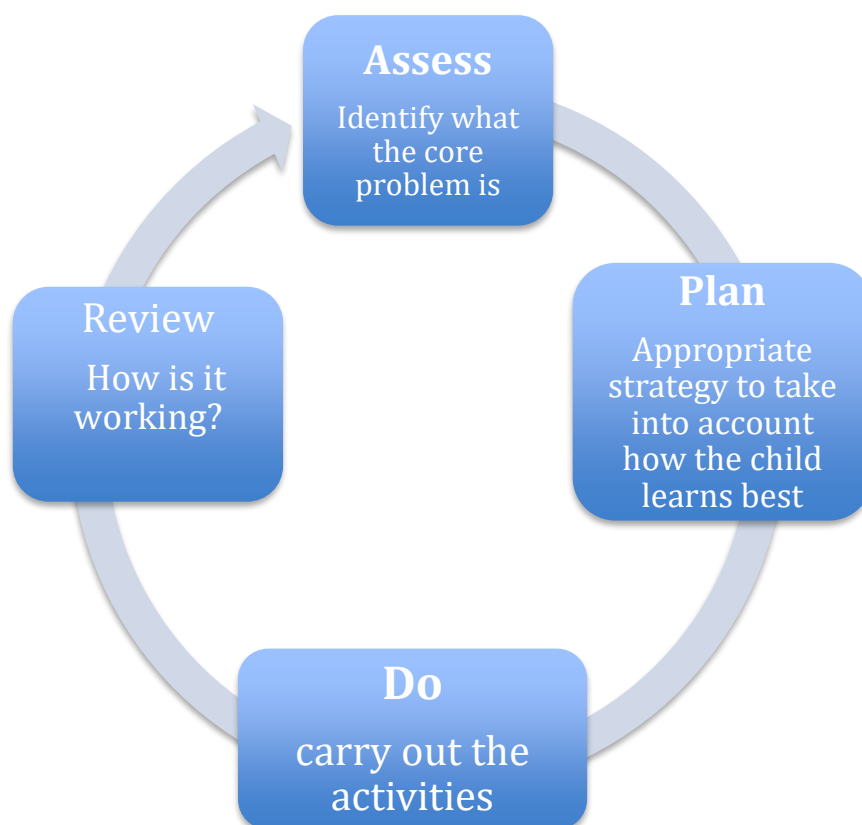 Assess
Identify what
the core
problem is
Plan
Appropriate
strategy to take
into account
how the child
learns best
Do
carry out the
activities
Review
How is it
working?